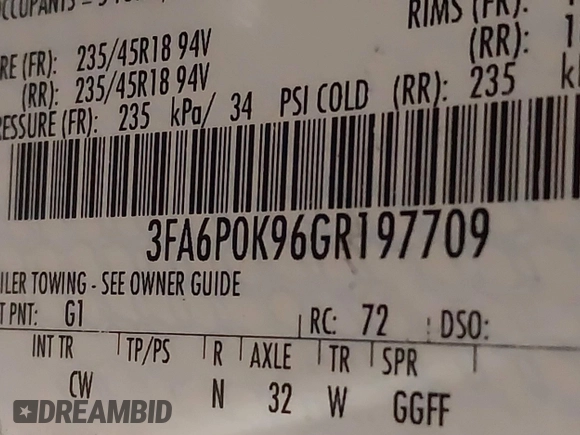 RIMS (FR):
RE (FR): 235/45R18 94V (RR):
(RR): 235/45R18 94V
ESSURE (FR): 235 kPa/ 34 PSI COLD (RR): 235
3FA6P0K96GR197709
ILER TOWING - SEE OWNER GUIDE
PNT: G1 RC: 72 DSO:
INT TR TP/PS R AXLE TR SPR
CW N 32 W GGFF
DREAMBID